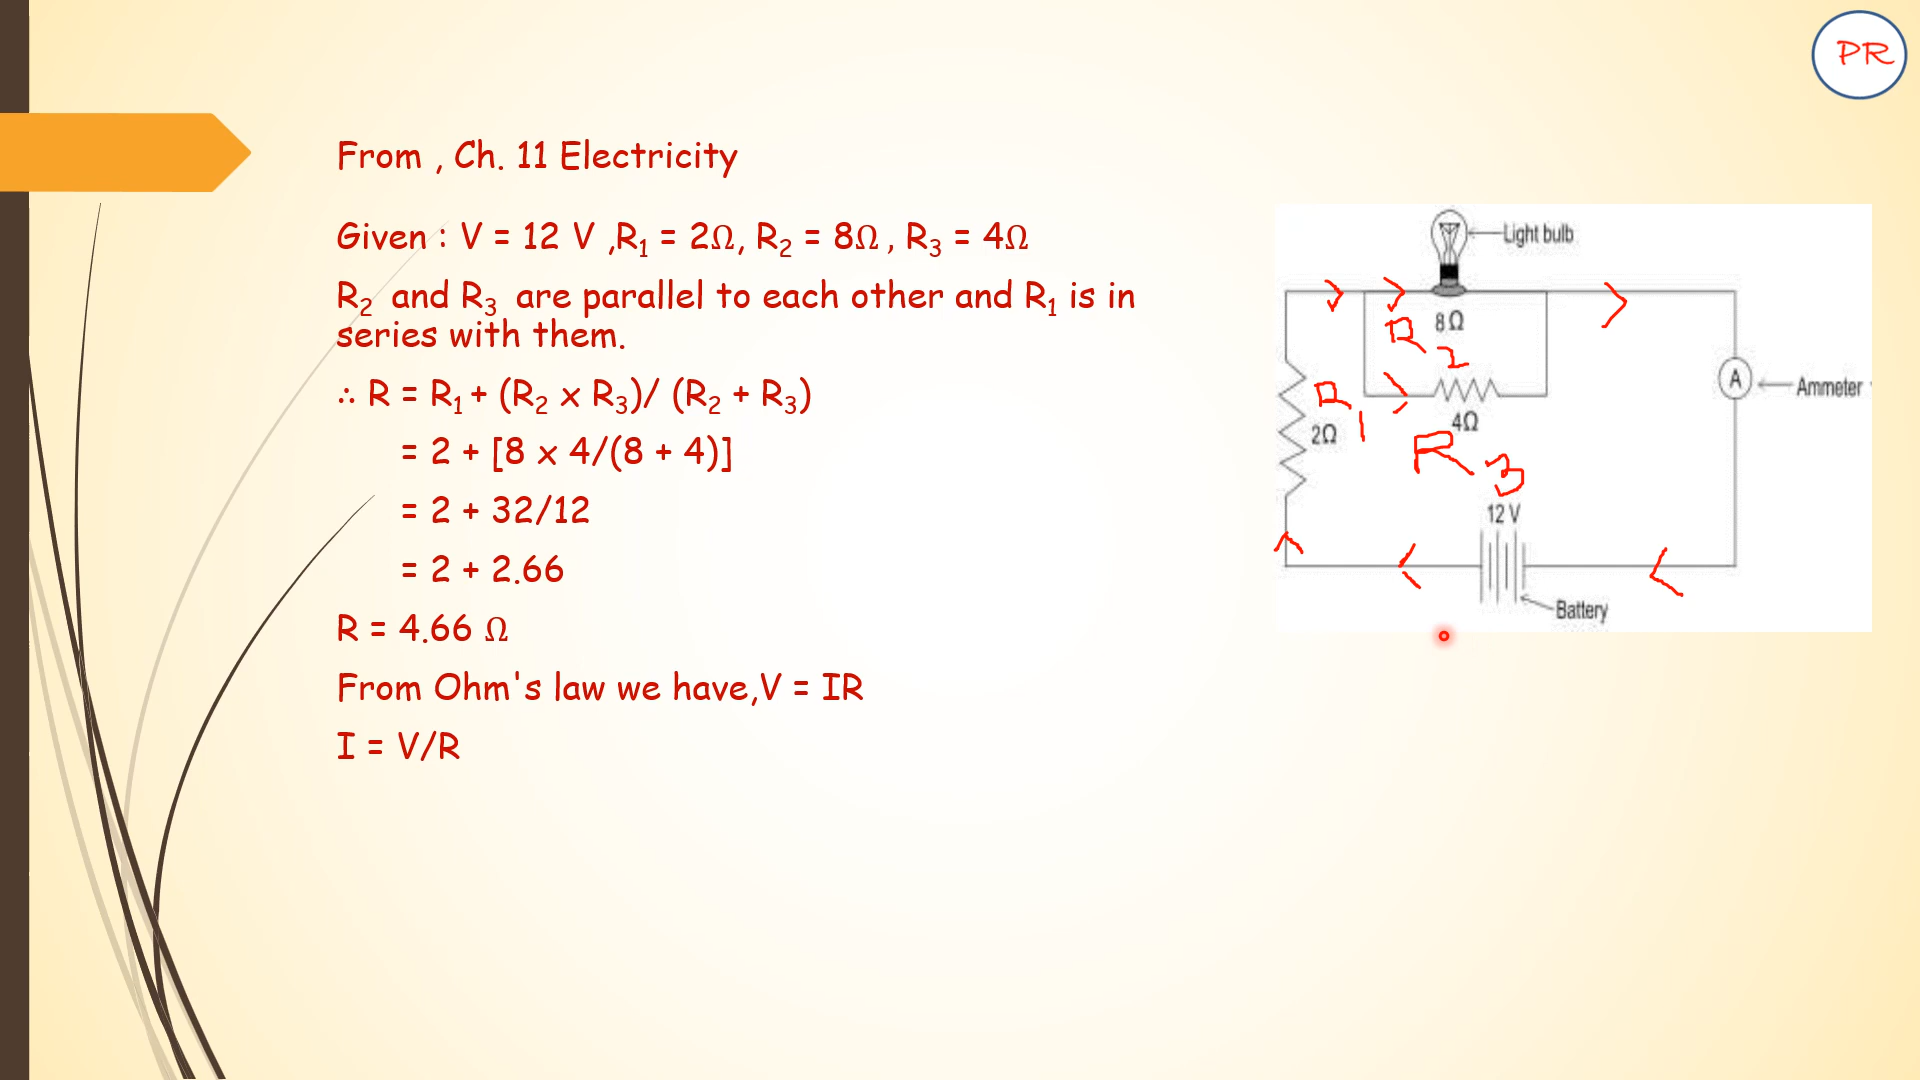 PR
From , Ch. 11 Electricity
Given : V = 12 V ,R₁ = 2Ω, R₂ = 8Ω , R₃ = 4Ω
R₂ and R₃ are parallel to each other and R₁ is in
series with them.
∴ R = R₁ + (R₂ x R₃)/ (R₂ + R₃)
= 2 + [8 x 4/(8 + 4)]
= 2 + 32/12
= 2 + 2.66
R = 4.66 Ω
From Ohm's law we have,V = IR
I = V/R
Light bulb
8 Ω
R2
A
Ammeter
R1
4Ω
2Ω
R3
12 V
Battery